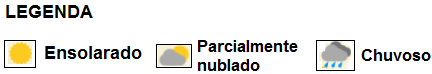 LEGENDA
Ensolarado
Parcialmente
nublado
Chuvoso